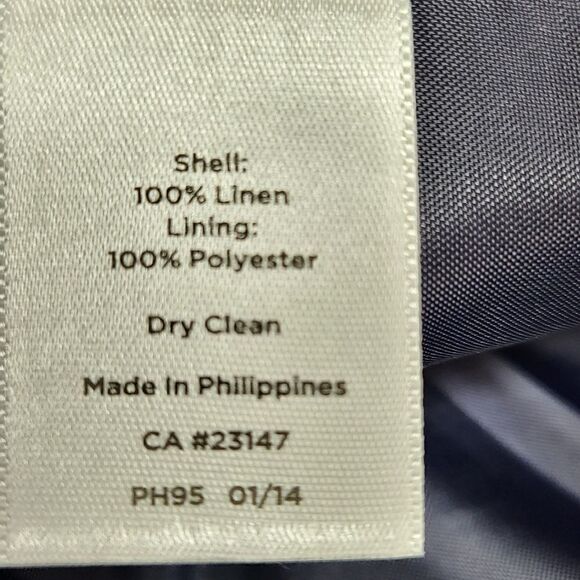 Shell:
100% Linen
Lining:
100% Polyester
Dry Clean
Made In Philippines
CA #23147
PH95 01/14